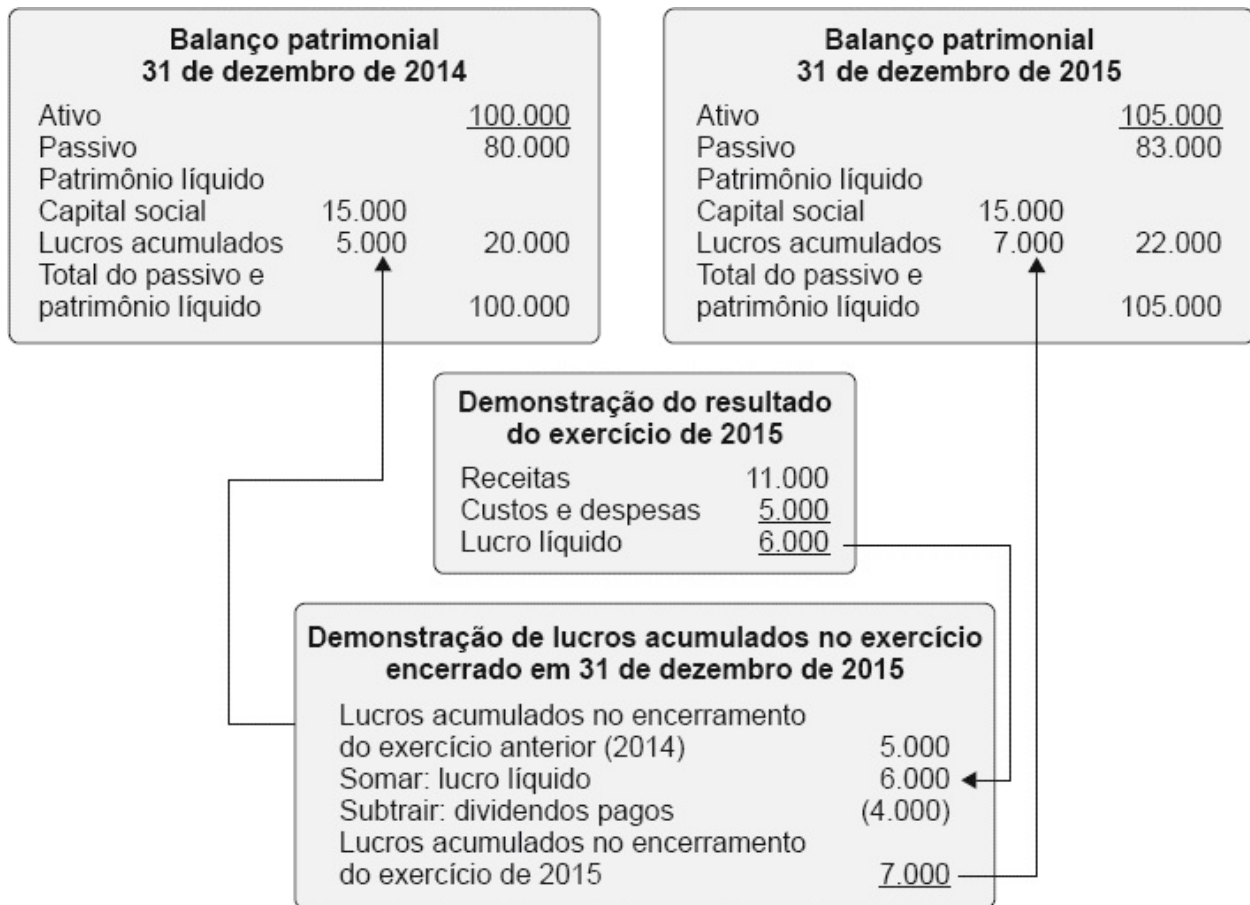 Balanço patrimonial
31 de dezembro de 2014
Ativo 100.000
Passivo 80.000
Patrimônio líquido
Capital social 15.000
Lucros acumulados 5.000 20.000
Total do passivo e
patrimônio líquido 100.000
Balanço patrimonial
31 de dezembro de 2015
Ativo 105.000
Passivo 83.000
Patrimônio líquido
Capital social 15.000
Lucros acumulados 7.000 22.000
Total do passivo e
patrimônio líquido 105.000
Demonstração do resultado
do exercício de 2015
Receitas 11.000
Custos e despesas 5.000
Lucro líquido 6.000
Demonstração de lucros acumulados no exercício
encerrado em 31 de dezembro de 2015
Lucros acumulados no encerramento
do exercício anterior (2014) 5.000
Somar: lucro líquido 6.000
Subtrair: dividendos pagos (4.000)
Lucros acumulados no encerramento
do exercício de 2015 7.000